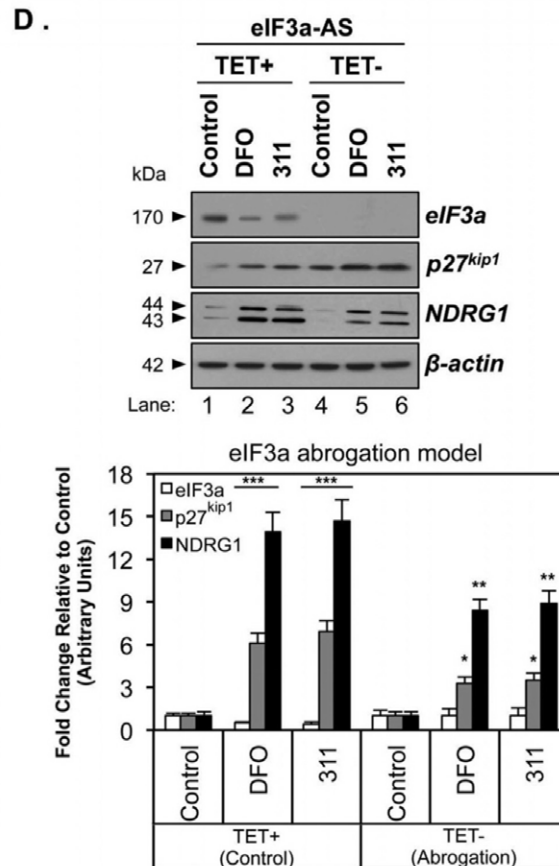 D .
eIF3a-AS
TET+ TET-
Control DFO 311 Control DFO 311
kDa
170 eIF3a
27 p27kip1
44
43 NDRG1
42 β-actin
Lane: 1 2 3 4 5 6
eIF3a abrogation model
Fold Change Relative to Control
(Arbitrary Units)
18
15
12
9
6
3
0
eIF3a
p27kip1
NDRG1
*** ***
* ** * **
Control DFO 311 Control DFO 311
TET+ TET-
(Control) (Abrogation)